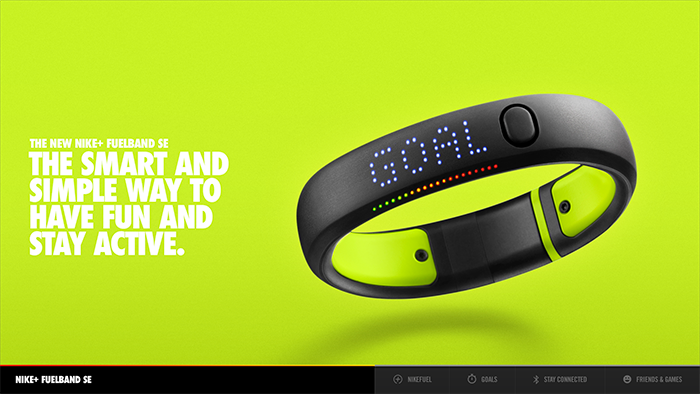 THE NEW NIKE+ FUELBAND SE
THE SMART AND
SIMPLE WAY TO
HAVE FUN AND
STAY ACTIVE.
GOAL
NIKE+ FUELBAND SE
NIKEFUEL
GOALS
STAY CONNECTED
FRIENDS & GAMES